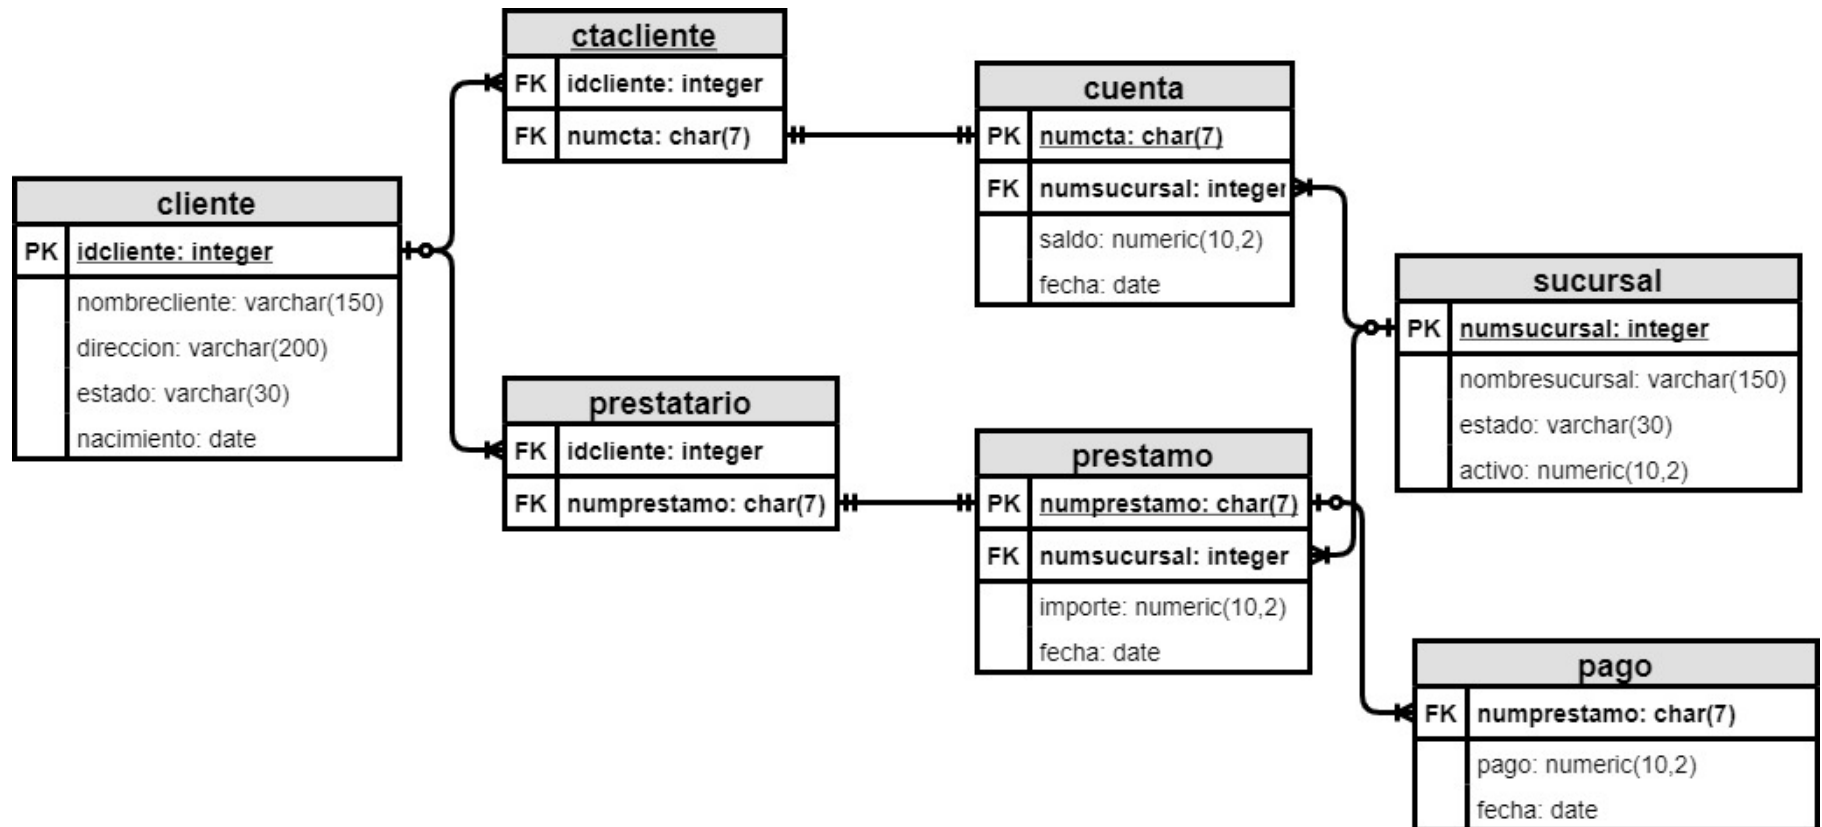 ctacliente
FK idcliente: integer
FK numcta: char(7)
cuenta
PK numcta: char(7)
FK numsucursal: integer
saldo: numeric(10,2)
fecha: date
cliente
PK idcliente: integer
nombrecliente: varchar(150)
direccion: varchar(200)
estado: varchar(30)
nacimiento: date
sucursal
PK numsucursal: integer
nombresucursal: varchar(150)
estado: varchar(30)
activo: numeric(10,2)
prestatario
FK idcliente: integer
FK numprestamo: char(7)
prestamo
PK numprestamo: char(7)
FK numsucursal: integer
importe: numeric(10,2)
fecha: date
pago
FK numprestamo: char(7)
pago: numeric(10,2)
fecha: date